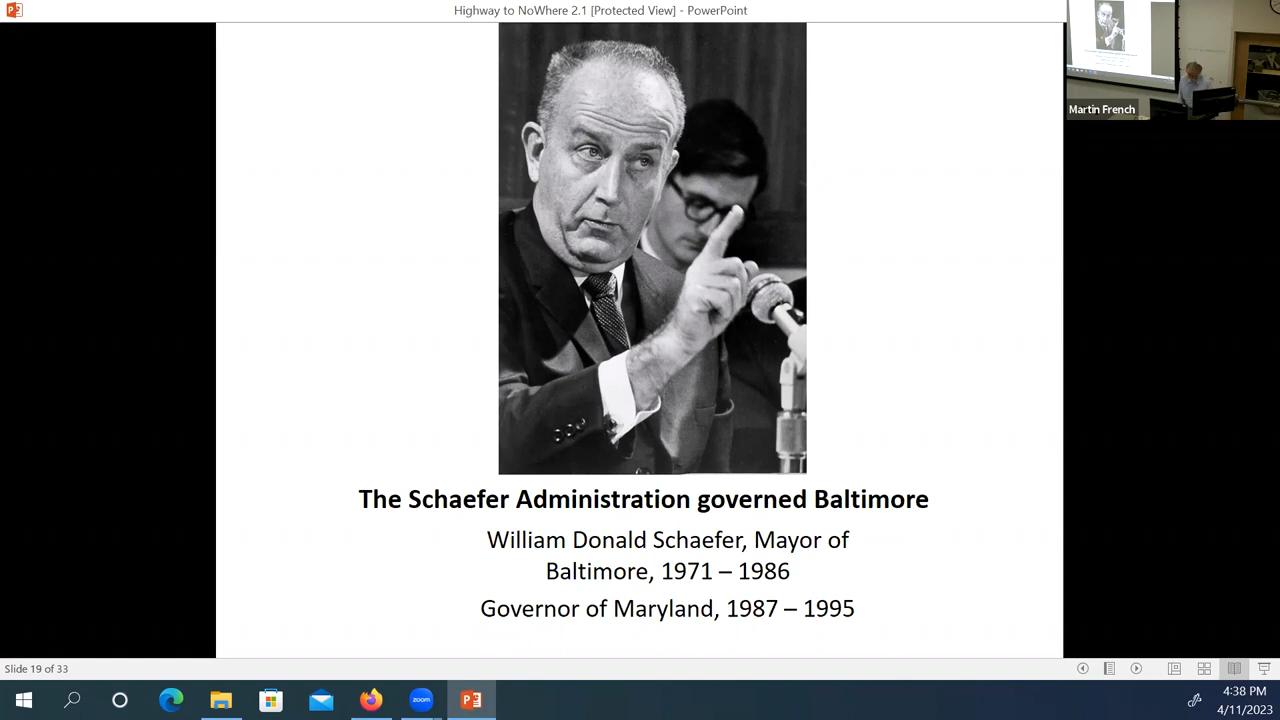 Highway to NoWhere 2.1 [Protected View] - PowerPoint
Martin French
The Schaefer Administration governed Baltimore
William Donald Schaefer, Mayor of
Baltimore, 1971 – 1986
Governor of Maryland, 1987 – 1995
Slide 19 of 33
zoom
4:38 PM
4/11/2023